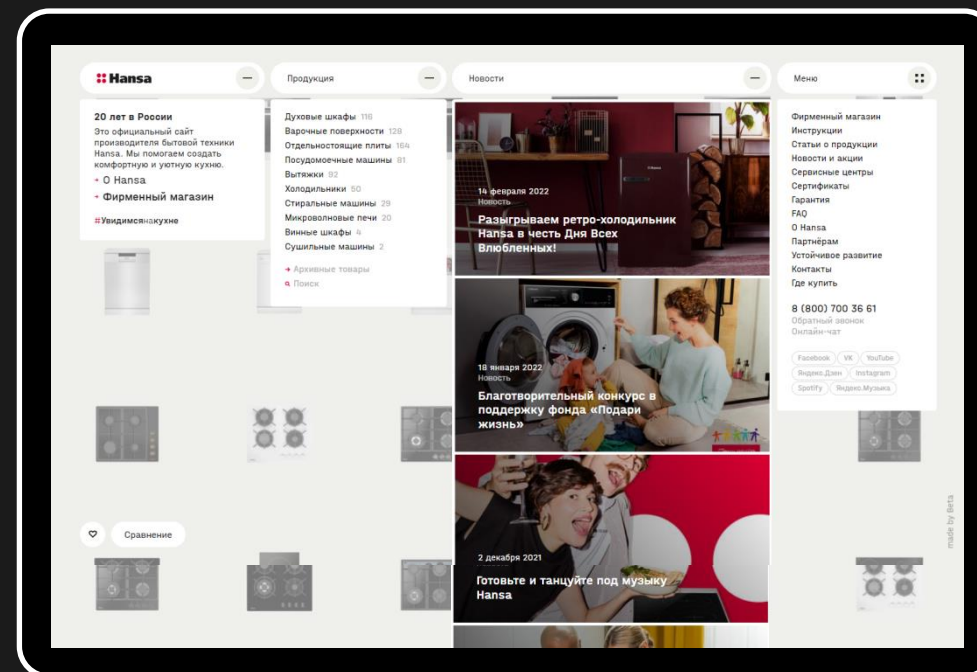 Hansa
20 лет в России
Это официальный сайт
производителя бытовой техники
Hansa. Мы помогаем создать
комфортную и уютную кухню.
→ О Hansa
→ Фирменный магазин
#Увидимсянакухне
Сравнение
Продукция
Духовые шкафы 116
Варочные поверхности 129
Отдельностоящие плиты 164
Посудомоечные машины 81
Вытяжки 92
Холодильники 50
Стиральные машины 29
Микроволновые печи 20
Винные шкафы 4
Сушильные машины 2
→ Архивные товары
Поиск
Новости
14 февраля 2022
Новость
Разыгрываем ретро-холодильник
Hansa в честь Дня Всех
Влюбленных!
18 января 2022
Новость
Благотворительный конкурс в
поддержку фонда «Подари
жизнь»
2 декабря 2021
Готовьте и танцуйте под музыку
Hansa
Меню
Фирменный магазин
Инструкции
Статьи о продукции
Новости и акции
Сервисные центры
Сертификаты
Гарантия
FAQ
О Hansa
Партнёрам
Устойчивое развитие
Контакты
Где купить
8 (800) 700 36 61
Обратный звонок
Онлайн-чат
Facebook VK YouTube
Яндекс.Дзен Instagram
Spotify Яндекс.Музыка
made by Beta